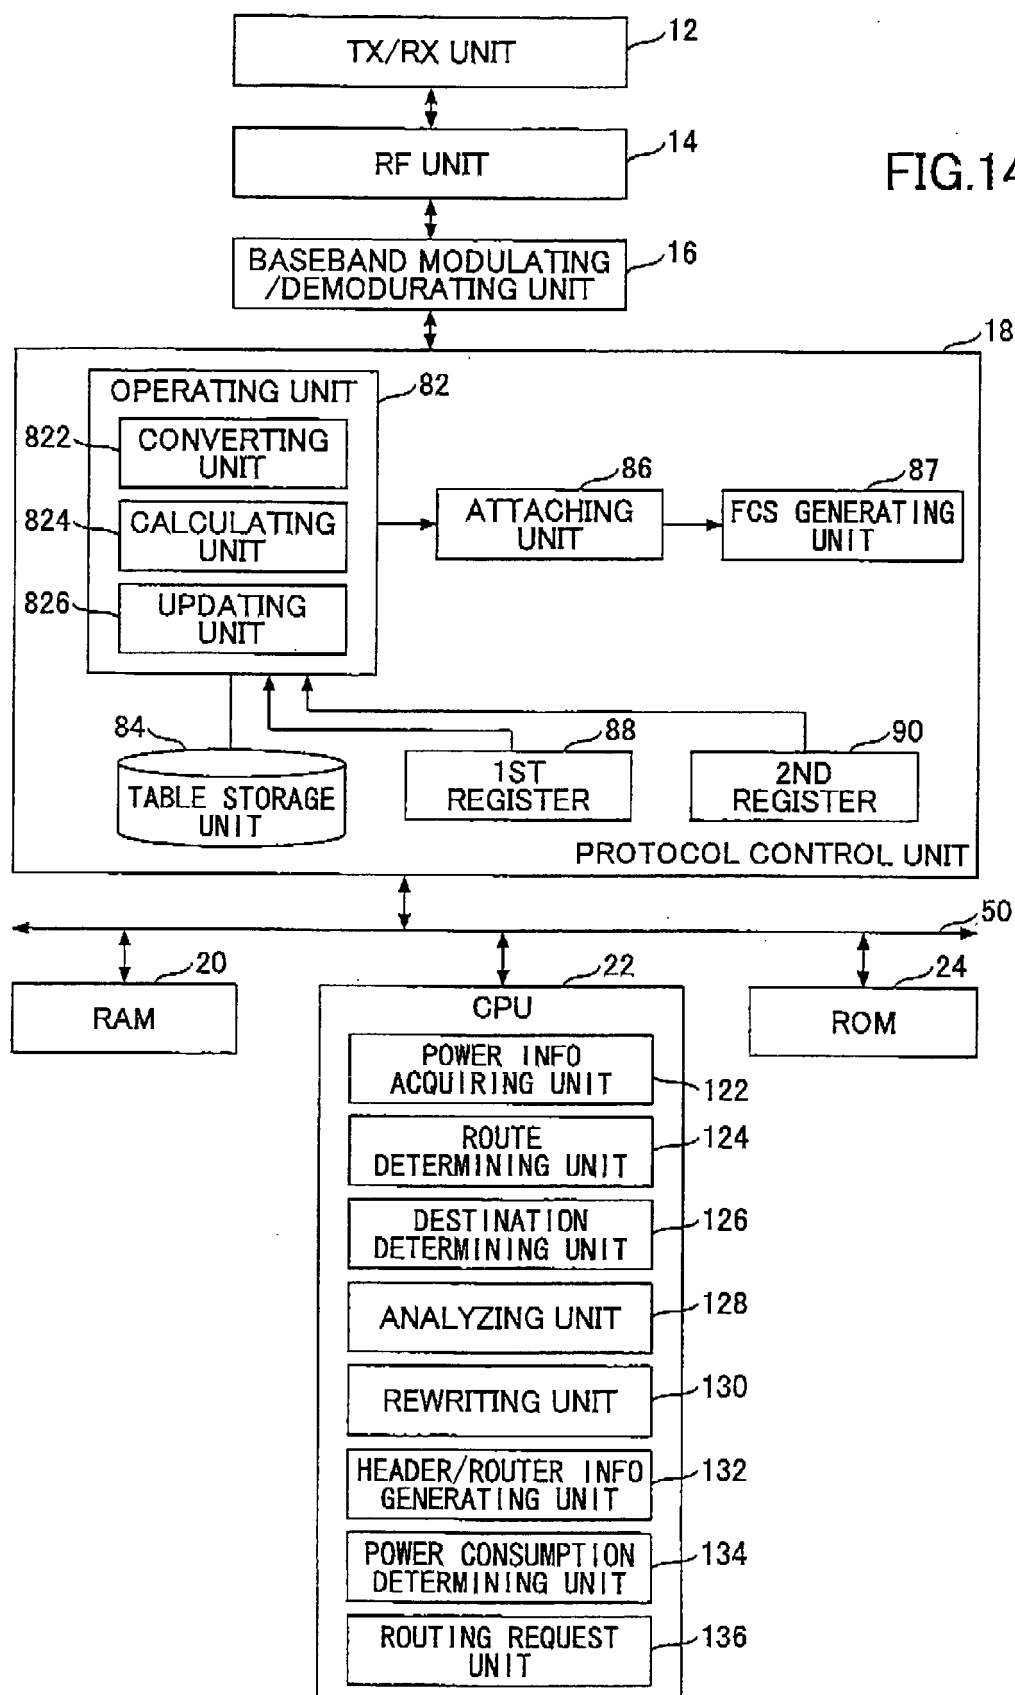 12
TX/RX UNIT
14
RF UNIT
FIG.14
16
BASEBAND MODULATING
/DEMODURATING UNIT
18
OPERATING UNIT
82
822
CONVERTING
UNIT
824
CALCULATING
UNIT
826
UPDATING
UNIT
86
ATTACHING
UNIT
87
FCS GENERATING
UNIT
84
TABLE STORAGE
UNIT
88
1ST
REGISTER
90
2ND
REGISTER
PROTOCOL CONTROL UNIT
50
20
RAM
22
CPU
24
ROM
POWER INFO
ACQUIRING UNIT
122
ROUTE
DETERMINING UNIT
124
DESTINATION
DETERMINING UNIT
126
ANALYZING UNIT
128
REWRITING UNIT
130
HEADER/ROUTER INFO
GENERATING UNIT
132
POWER CONSUMPTION
DETERMINING UNIT
134
ROUTING REQUEST
UNIT
136